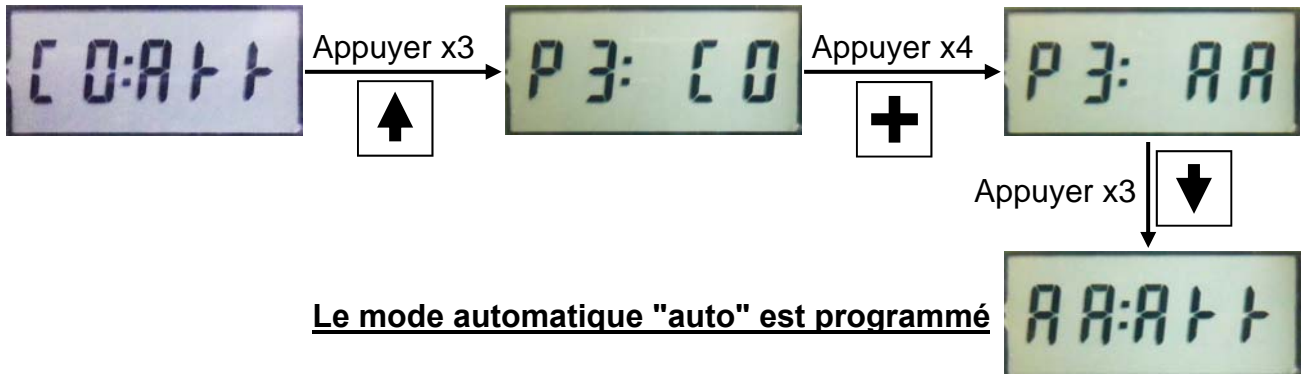 C0:Att
Appuyer x3
P3: C0
Appuyer x4
P3: AA
Appuyer x3
Le mode automatique "auto" est programmé
AA:Att